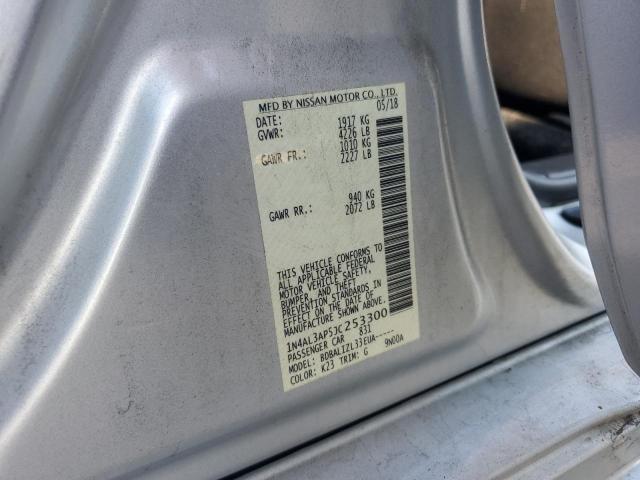 MFD BY NISSAN MOTOR CO., LTD.
DATE: 05/18
GVWR: 1917 KG
4226 LB
GAWR FR.: 1010 KG
2227 LB
GAWR RR.: 940 KG
2072 LB
THIS VEHICLE CONFORMS TO
ALL APPLICABLE FEDERAL
MOTOR VEHICLE SAFETY,
BUMPER, AND THEFT
PREVENTION STANDARDS IN
EFFECT ON THE DATE OF
MANUFACTURE SHOWN ABOVE.
1N4AL3AP5JC253300
PASSENGER CAR 831
MODEL: BDBALIZL33EUA-----
COLOR: K23 TRIM: G 9N00A